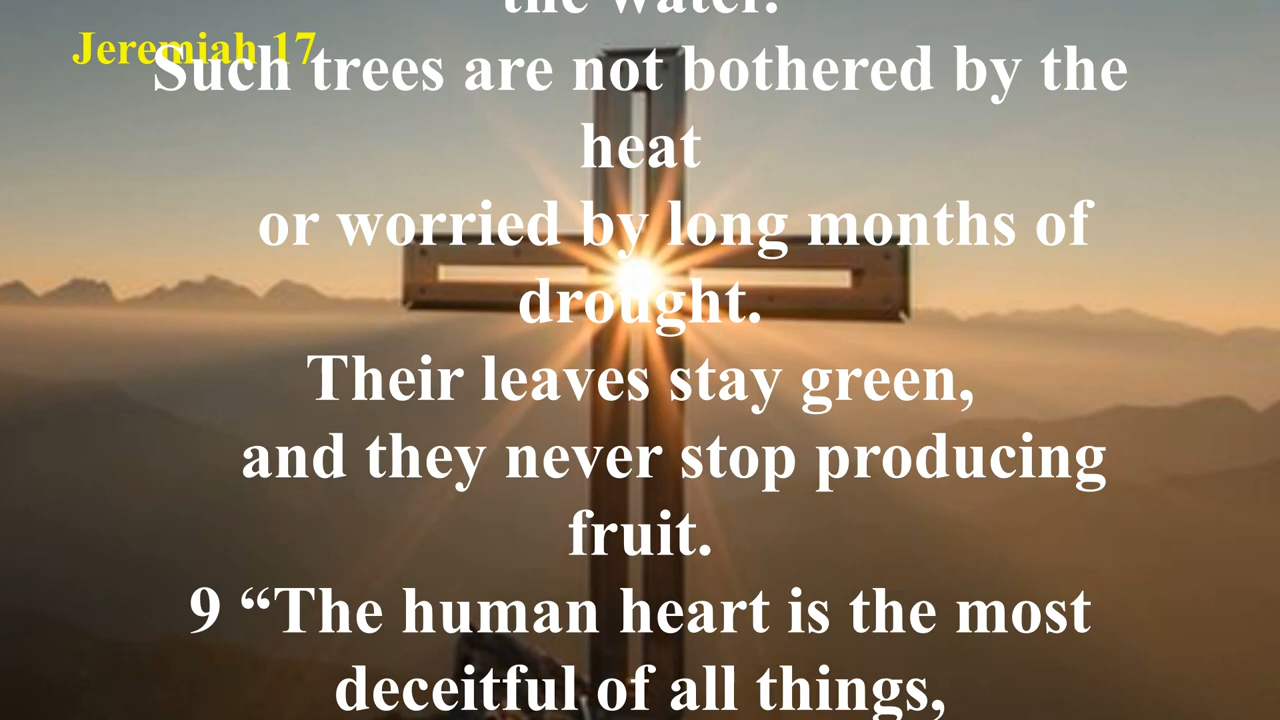 the water.
Jeremiah 17
Such trees are not bothered by the
heat
or worried by long months of
drought.
Their leaves stay green,
and they never stop producing
fruit.
9 “The human heart is the most
deceitful of all things,